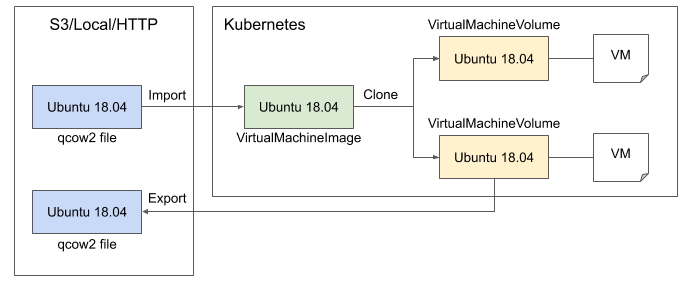 S3/Local/HTTP
Kubernetes
VirtualMachineVolume
Ubuntu 18.04
VM
Ubuntu 18.04
qcow2 file
Import
Ubuntu 18.04
VirtualMachineImage
Clone
VirtualMachineVolume
Ubuntu 18.04
VM
Export
Ubuntu 18.04
qcow2 file